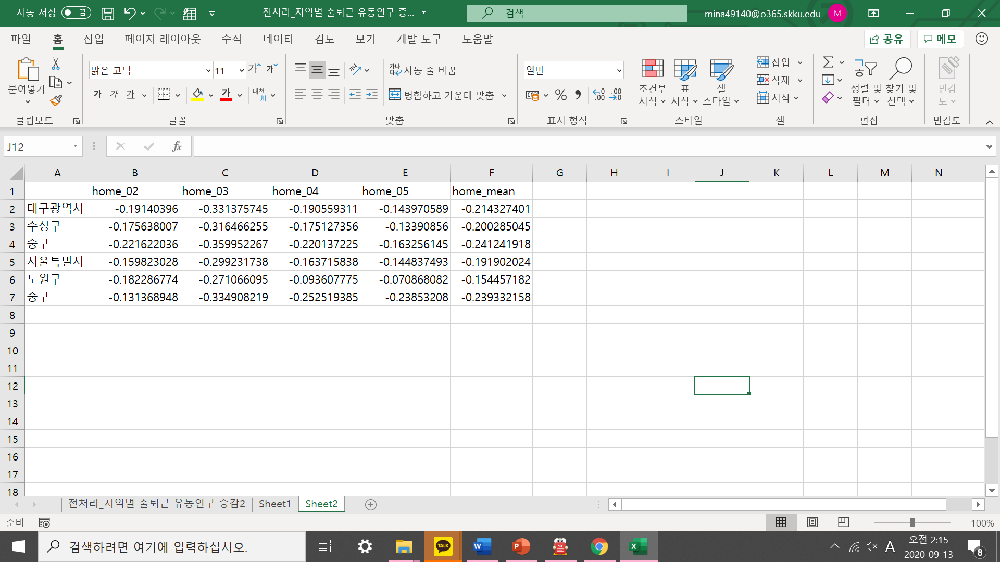 자동 저장 끔 전처리_지역별 출퇴근 유동인구 증... 검색 mina49140@o365.skku.edu M
파일 홈 삽입 페이지 레이아웃 수식 데이터 검토 보기 개발 도구 도움말 공유 메모
붙여넣기 맑은 고딕 11 가 가 자동 줄 바꿈 일반 조건부 서식 표 서식 셀 스타일 삽입 삭제 서식 정렬 및 필터 찾기 및 선택 민감도
가 가 가 가 내천 병합하고 가운데 맞춤
클립보드 글꼴 맞춤 표시 형식 스타일 셀 편집 민감도
J12 fx
A B C D E F G H I J K L M N
1 home_02 home_03 home_04 home_05 home_mean
2 대구광역시 -0.19140396 -0.331375745 -0.190559311 -0.143970589 -0.214327401
3 수성구 -0.175638007 -0.316466255 -0.175127356 -0.13390856 -0.200285045
4 중구 -0.221622036 -0.359952267 -0.220137225 -0.163256145 -0.241241918
5 서울특별시 -0.159823028 -0.299231738 -0.163715838 -0.144837493 -0.191902024
6 노원구 -0.182286774 -0.271066095 -0.093607775 -0.070868082 -0.154457182
7 중구 -0.131368948 -0.334908219 -0.252519385 -0.23853208 -0.239332158
8
9
10
11
12
13
14
15
16
17
18
전처리_지역별 출퇴근 유동인구 증감2 Sheet1 Sheet2
준비 100%
검색하려면 여기에 입력하십시오. TALK W P PDF X A 오전 2:15
2020-09-13 8